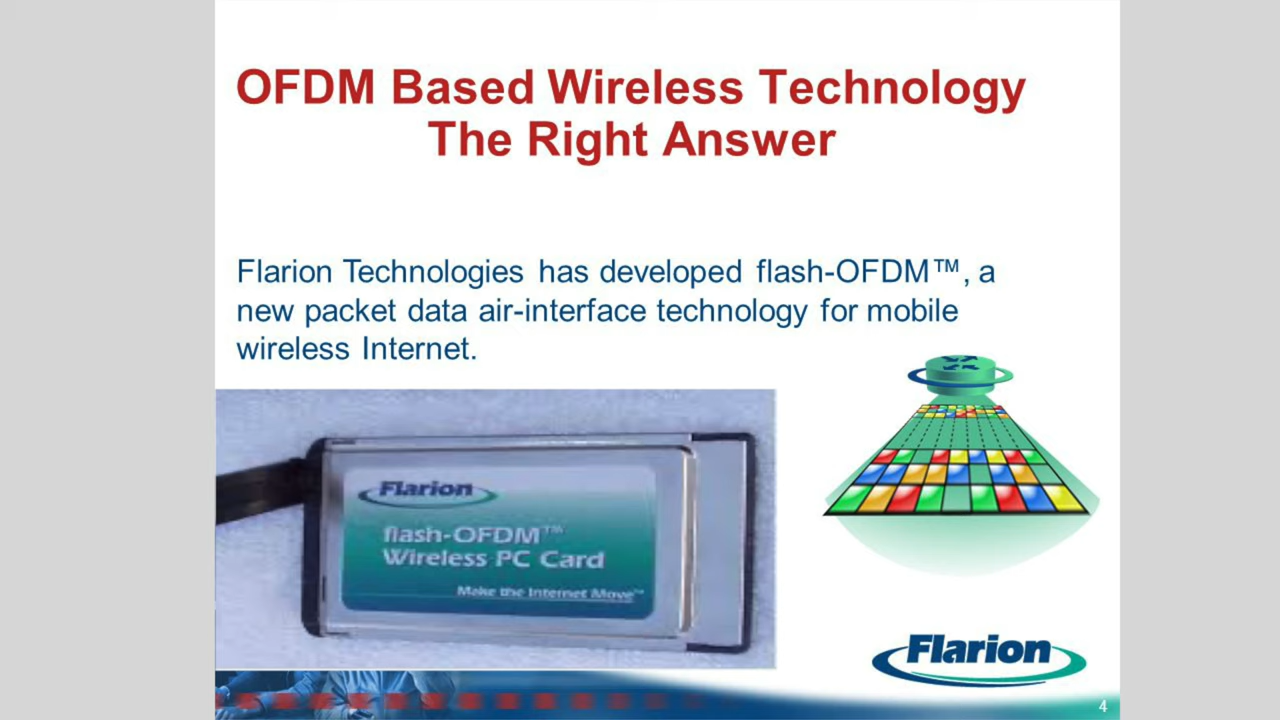 OFDM Based Wireless Technology
The Right Answer
Flarion Technologies has developed flash-OFDM™, a
new packet data air-interface technology for mobile
wireless Internet.
Flarion
flash-OFDM™
Wireless PC Card
Make the Internet Move™
Flarion
4